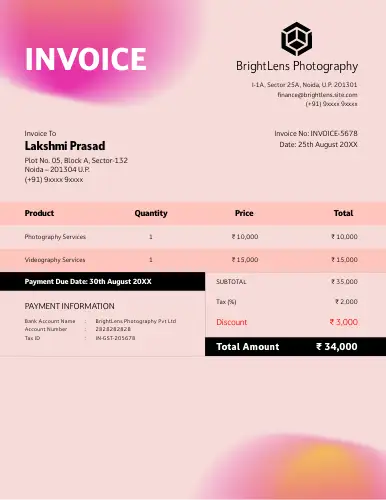 INVOICE
BrightLens Photography
I-1A, Sector 25A, Noida, U.P. 201301
finance@brightlens.site.com
(+91) 9xxxx 9xxxx
Invoice To
Lakshmi Prasad
Plot No. 05, Block A, Sector-132
Noida – 201304 U.P.
(+91) 9xxxx 9xxxx
Invoice No: INVOICE-5678
Date: 25th August 20XX
Product Quantity Price Total
Photography Services 1 ₹ 10,000 ₹ 10,000
Videography Services 1 ₹ 15,000 ₹ 15,000
Payment Due Date: 30th August 20XX
PAYMENT INFORMATION
Bank Account Name : BrightLens Photography Pvt Ltd
Account Number : 2828282828
Tax ID : IN-GST-205678
SUBTOTAL ₹ 35,000
Tax (%) ₹ 2,000
Discount ₹ 3,000
Total Amount ₹ 34,000